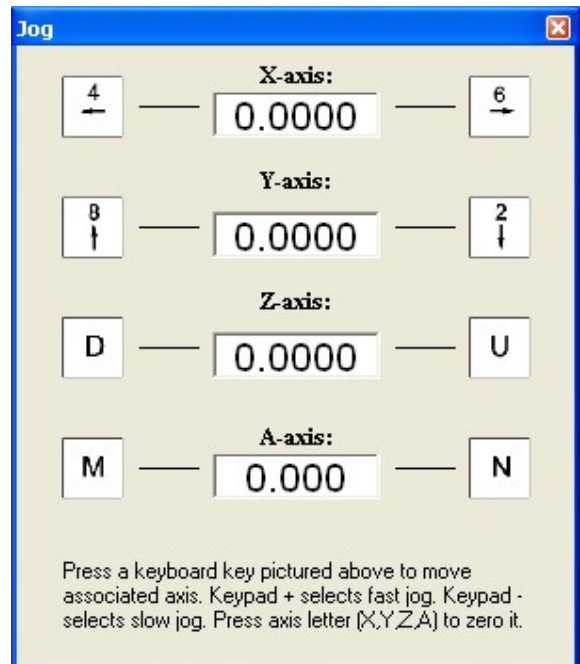 Jog
X-axis:
4 0.0000 6
Y-axis:
8 0.0000 2
Z-axis:
D 0.0000 U
A-axis:
M 0.000 N
Press a keyboard key pictured above to move
associated axis. Keypad + selects fast jog. Keypad -
selects slow jog. Press axis letter (X,Y,Z,A) to zero it.